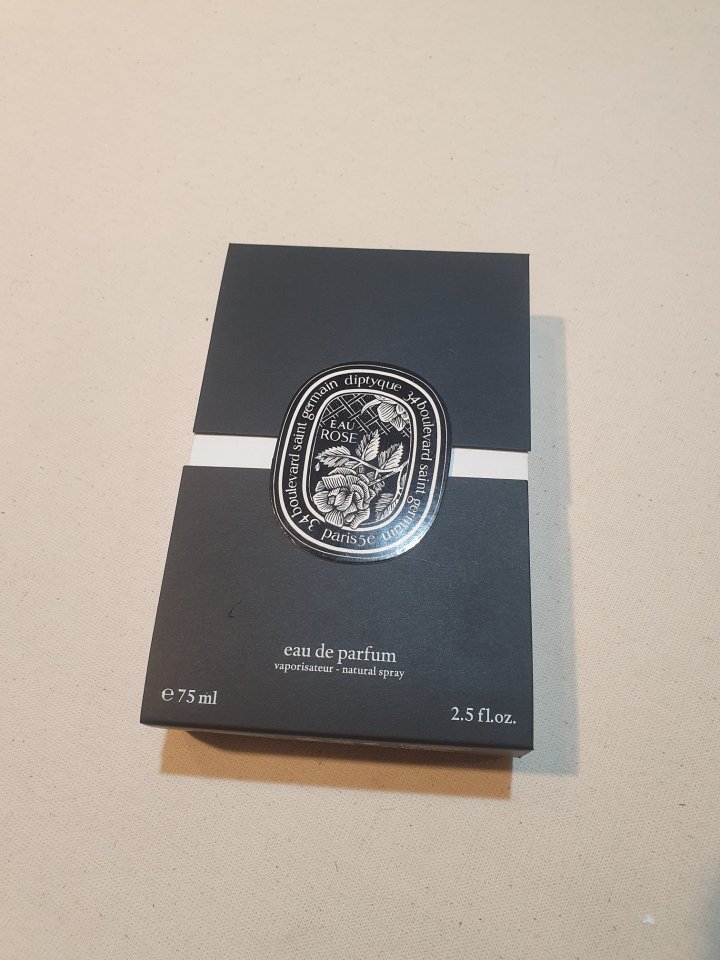 34 boulevard saint germain diptyque 34 boulevard saint germain
paris 5e
EAU
ROSE
eau de parfum
vaporisateur - natural spray
℮ 75 ml
2.5 fl.oz.